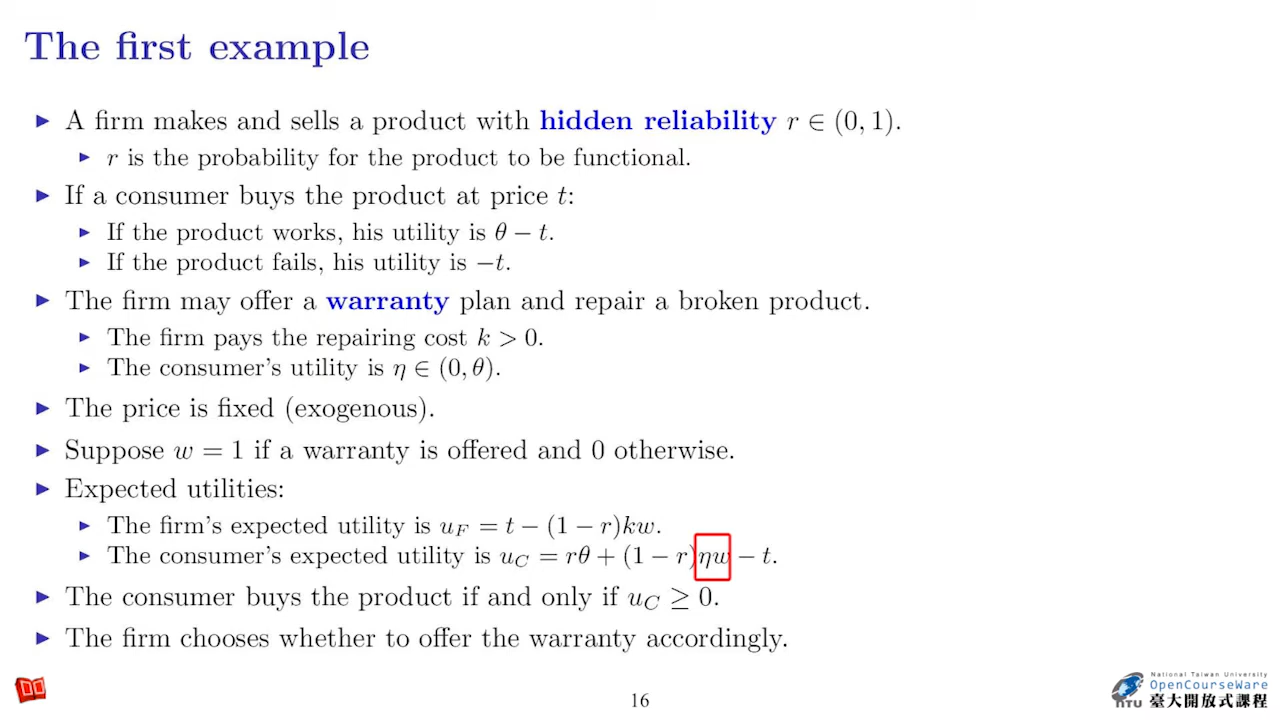 The first example
▶ A firm makes and sells a product with hidden reliability r ∈ (0, 1).
▶ r is the probability for the product to be functional.
▶ If a consumer buys the product at price t:
▶ If the product works, his utility is θ − t.
▶ If the product fails, his utility is −t.
▶ The firm may offer a warranty plan and repair a broken product.
▶ The firm pays the repairing cost k > 0.
▶ The consumer's utility is η ∈ (0, θ).
▶ The price is fixed (exogenous).
▶ Suppose w = 1 if a warranty is offered and 0 otherwise.
▶ Expected utilities:
▶ The firm's expected utility is u_F = t − (1 − r)kw.
▶ The consumer's expected utility is u_C = rθ + (1 − r)ηw − t.
▶ The consumer buys the product if and only if u_C ≥ 0.
▶ The firm chooses whether to offer the warranty accordingly.
16
National Taiwan University
OpenCourseWare
NTU 臺大開放式課程